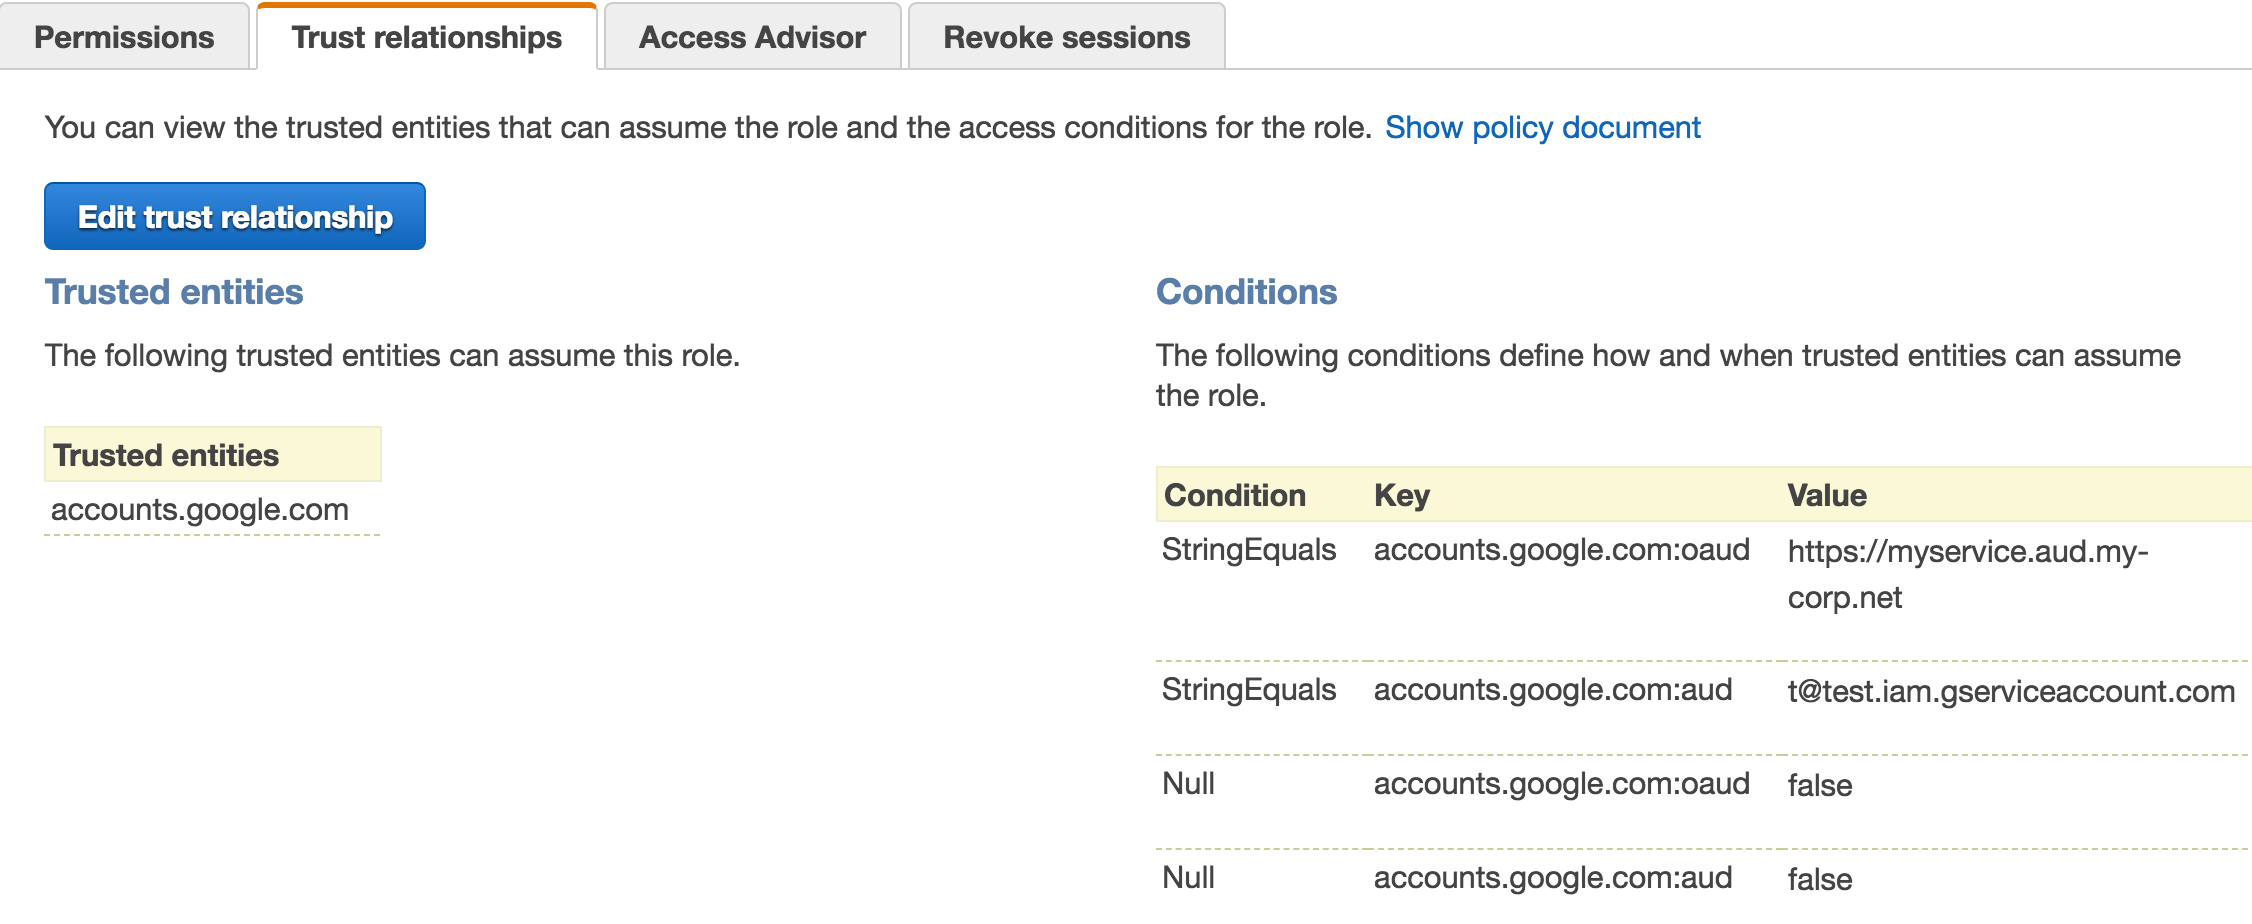 Permissions
Trust relationships
Access Advisor
Revoke sessions
You can view the trusted entities that can assume the role and the access conditions for the role. Show policy document
Edit trust relationship
Trusted entities
The following trusted entities can assume this role.
Trusted entities
accounts.google.com
Conditions
The following conditions define how and when trusted entities can assume
the role.
Condition Key Value
StringEquals accounts.google.com:oaud https://myservice.aud.my-
corp.net
StringEquals accounts.google.com:aud t@test.iam.gserviceaccount.com
Null accounts.google.com:oaud false
Null accounts.google.com:aud false